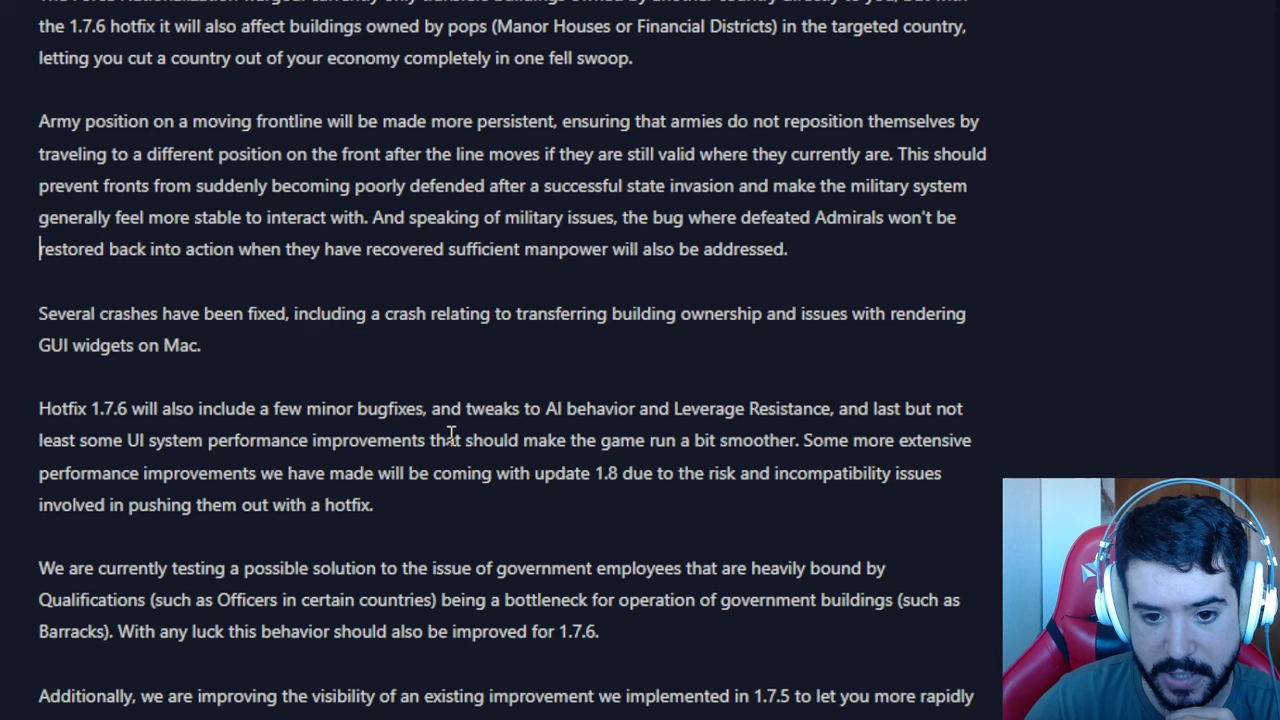 the 1.7.6 hotfix it will also affect buildings owned by pops (Manor Houses or Financial Districts) in the targeted country,
letting you cut a country out of your economy completely in one fell swoop.
Army position on a moving frontline will be made more persistent, ensuring that armies do not reposition themselves by
traveling to a different position on the front after the line moves if they are still valid where they currently are. This should
prevent fronts from suddenly becoming poorly defended after a successful state invasion and make the military system
generally feel more stable to interact with. And speaking of military issues, the bug where defeated Admirals won't be
restored back into action when they have recovered sufficient manpower will also be addressed.
Several crashes have been fixed, including a crash relating to transferring building ownership and issues with rendering
GUI widgets on Mac.
Hotfix 1.7.6 will also include a few minor bugfixes, and tweaks to AI behavior and Leverage Resistance, and last but not
least some UI system performance improvements that should make the game run a bit smoother. Some more extensive
performance improvements we have made will be coming with update 1.8 due to the risk and incompatibility issues
involved in pushing them out with a hotfix.
We are currently testing a possible solution to the issue of government employees that are heavily bound by
Qualifications (such as Officers in certain countries) being a bottleneck for operation of government buildings (such as
Barracks). With any luck this behavior should also be improved for 1.7.6.
Additionally, we are improving the visibility of an existing improvement we implemented in 1.7.5 to let you more rapidly